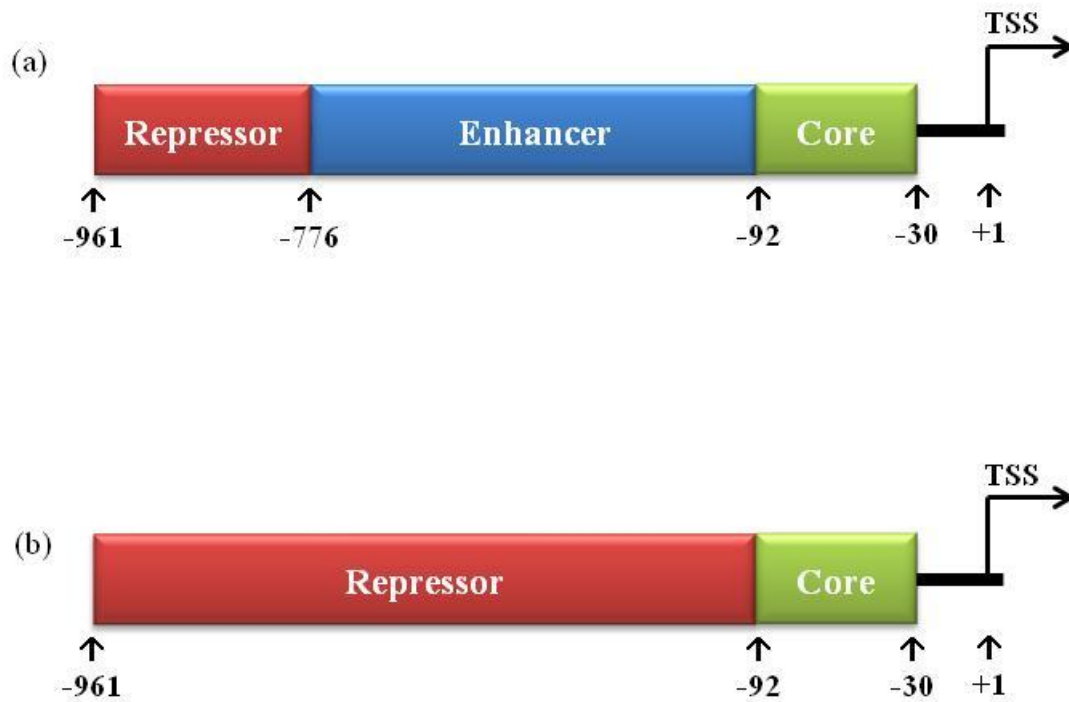 TSS
(a)
Repressor Enhancer Core
-961 -776 -92 -30 +1
TSS
(b)
Repressor Core
-961 -92 -30 +1